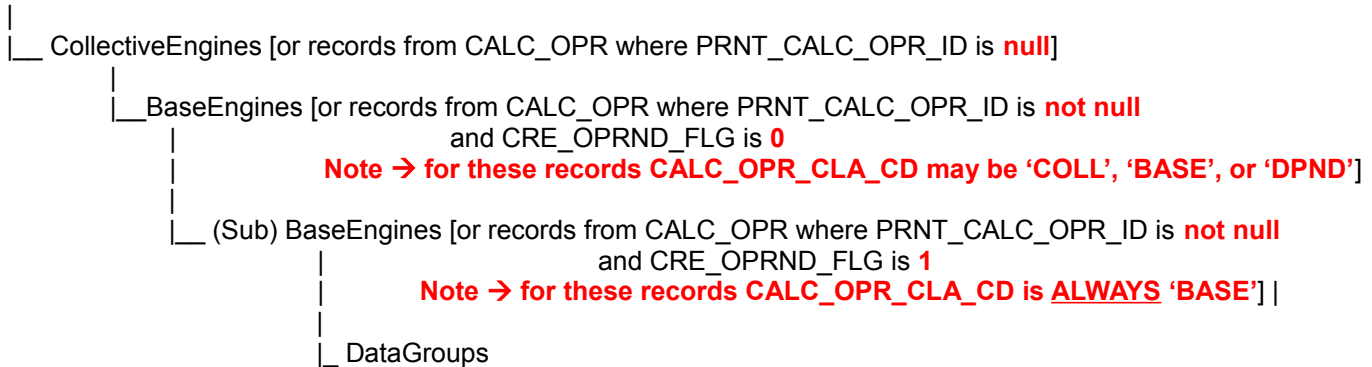 |
|__ CollectiveEngines [or records from CALC_OPR where PRNT_CALC_OPR_ID is null]
|
|__BaseEngines [or records from CALC_OPR where PRNT_CALC_OPR_ID is not null
| and CRE_OPRND_FLG is 0
| Note → for these records CALC_OPR_CLA_CD may be ‘COLL’, ‘BASE’, or ‘DPND’]
|
|__ (Sub) BaseEngines [or records from CALC_OPR where PRNT_CALC_OPR_ID is not null
| and CRE_OPRND_FLG is 1
| Note → for these records CALC_OPR_CLA_CD is ALWAYS ‘BASE’] |
|
|_ DataGroups